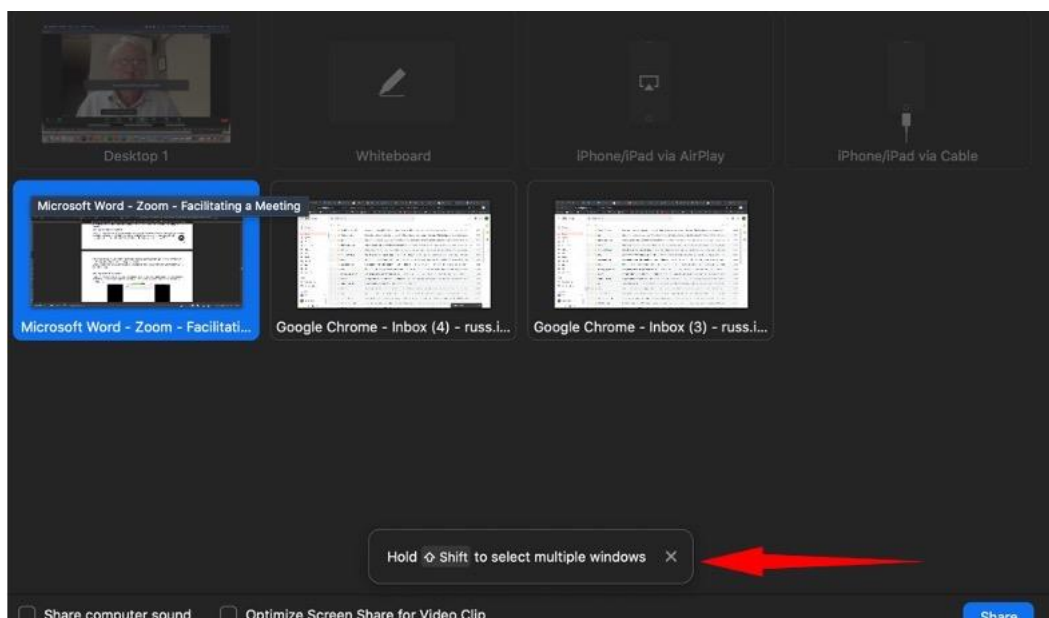 Desktop 1
Whiteboard
iPhone/iPad via AirPlay
iPhone/iPad via Cable
Microsoft Word - Zoom - Facilitating a Meeting
Microsoft Word - Zoom - Facilitati...
Google Chrome - Inbox (4) - russ.i...
Google Chrome - Inbox (3) - russ.i...
Hold ⇧ Shift to select multiple windows ×
Share computer sound
Optimize Screen Share for Video Clip
Share